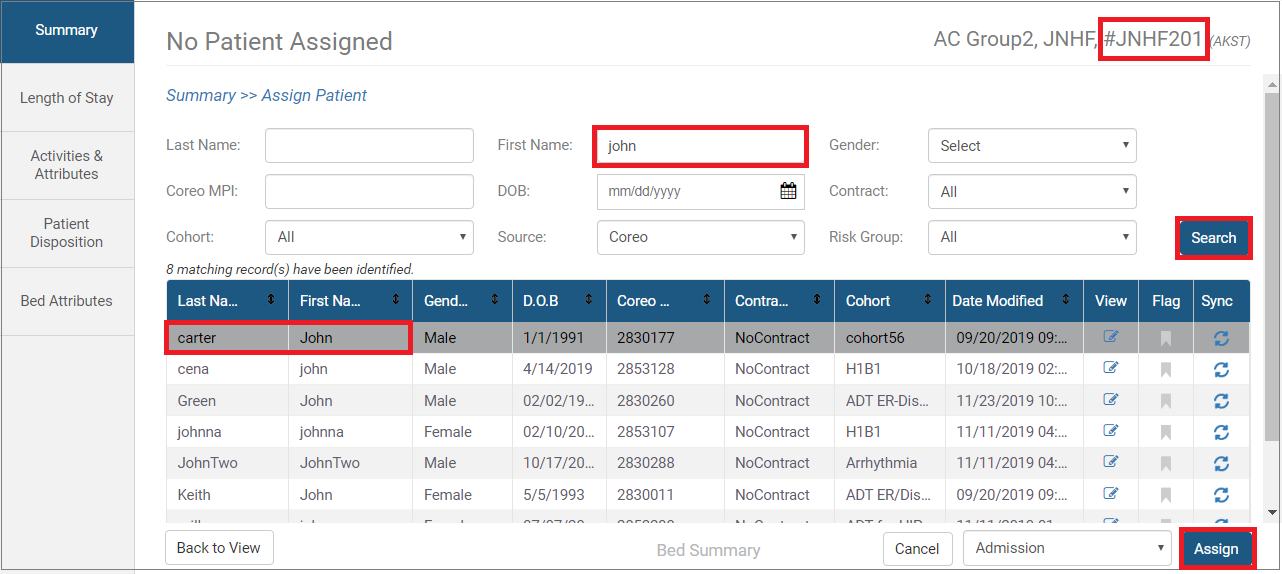 Summary
Length of Stay
Activities &
Attributes
Patient
Disposition
Bed Attributes
No Patient Assigned
AC Group2, JNHF, #JNHF201 (AKST)
Summary >> Assign Patient
Last Name: First Name: john Gender: Select
Coreo MPI: DOB: mm/dd/yyyy Contract: All
Cohort: All Source: Coreo Risk Group: All Search
8 matching record(s) have been identified.
Last Na... First Na... Gend... D.O.B Coreo ... Contra... Cohort Date Modified View Flag Sync
carter John Male 1/1/1991 2830177 NoContract cohort56 09/20/2019 09:...
cena john Male 4/14/2019 2853128 NoContract H1B1 10/18/2019 02:...
Green John Male 02/02/19... 2830260 NoContract ADT ER-Dis... 11/23/2019 10:...
johnna johnna Female 02/10/20... 2853107 NoContract H1B1 11/11/2019 04:...
JohnTwo JohnTwo Male 10/17/20... 2830288 NoContract Arrhythmia 11/11/2019 04:...
Keith John Female 5/5/1993 2830011 NoContract ADT ER/Dis... 09/20/2019 09:...
Back to View Bed Summary Cancel Admission Assign